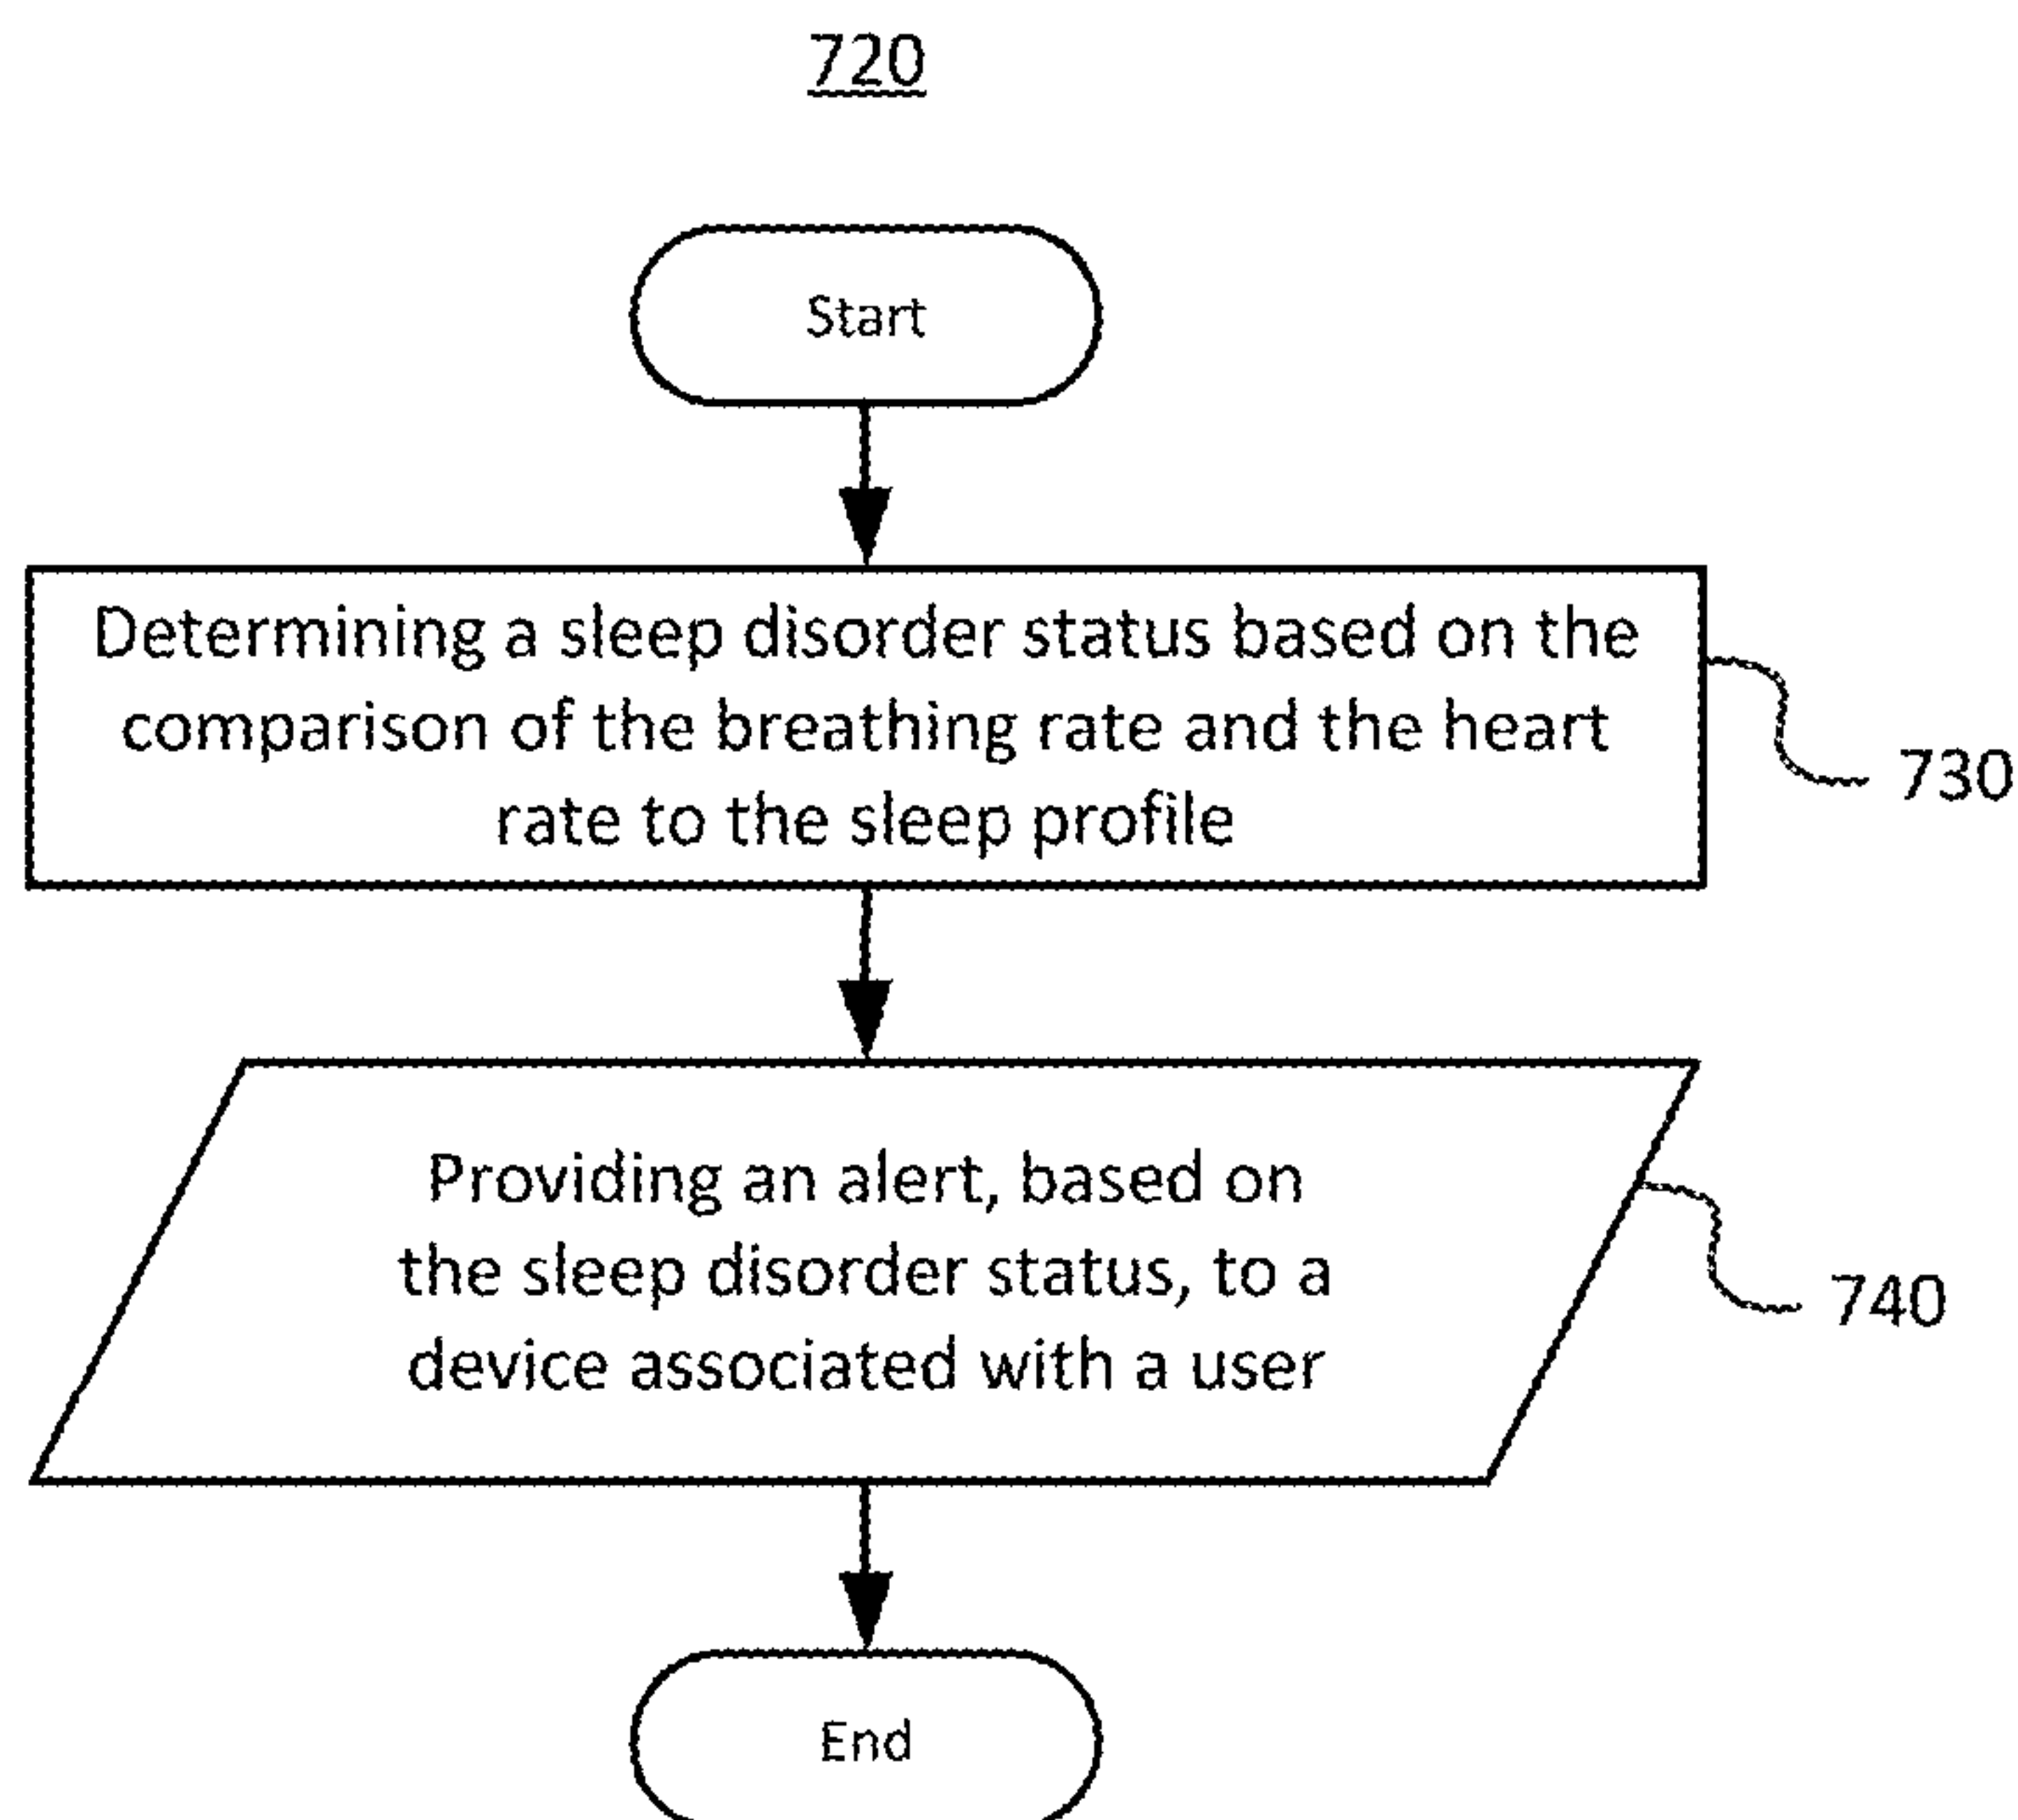 720
Start
Determining a sleep disorder status based on the
comparison of the breathing rate and the heart
rate to the sleep profile
730
Providing an alert, based on
the sleep disorder status, to a
device associated with a user
740
End